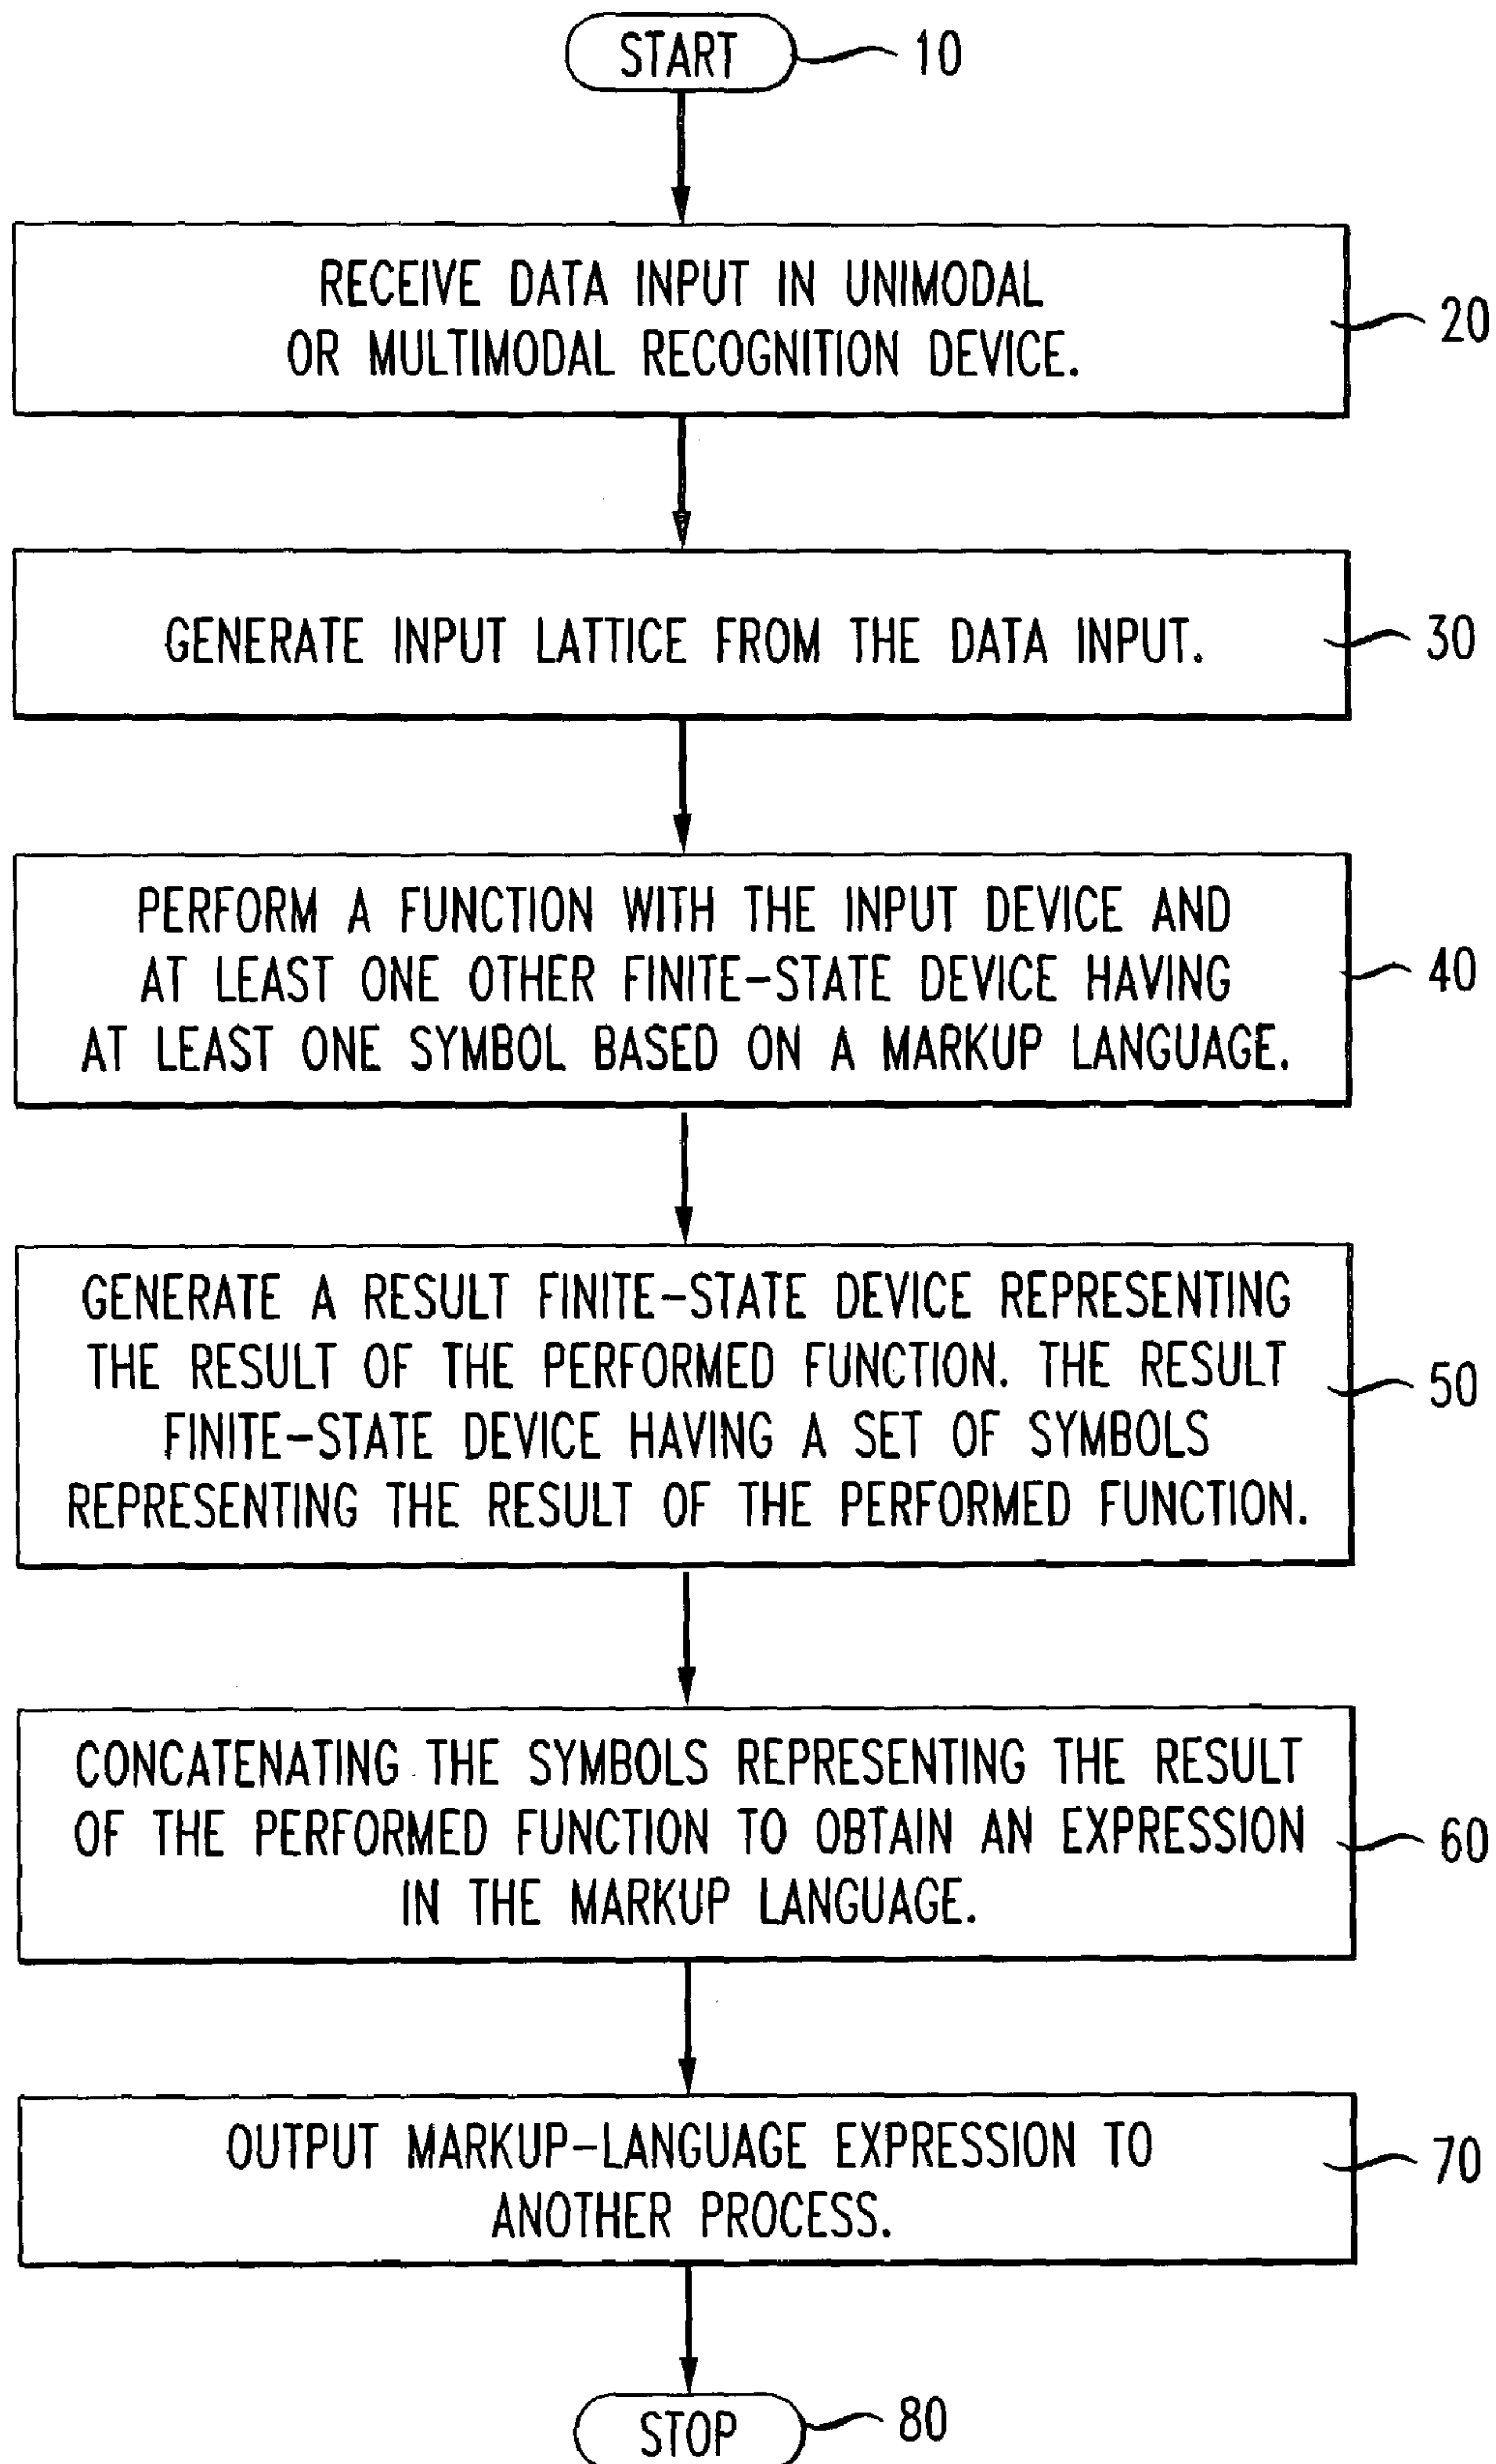 START
10
RECEIVE DATA INPUT IN UNIMODAL
OR MULTIMODAL RECOGNITION DEVICE.
20
GENERATE INPUT LATTICE FROM THE DATA INPUT.
30
PERFORM A FUNCTION WITH THE INPUT DEVICE AND
AT LEAST ONE OTHER FINITE-STATE DEVICE HAVING
AT LEAST ONE SYMBOL BASED ON A MARKUP LANGUAGE.
40
GENERATE A RESULT FINITE-STATE DEVICE REPRESENTING
THE RESULT OF THE PERFORMED FUNCTION. THE RESULT
FINITE-STATE DEVICE HAVING A SET OF SYMBOLS
REPRESENTING THE RESULT OF THE PERFORMED FUNCTION.
50
CONCATENATING THE SYMBOLS REPRESENTING THE RESULT
OF THE PERFORMED FUNCTION TO OBTAIN AN EXPRESSION
IN THE MARKUP LANGUAGE.
60
OUTPUT MARKUP-LANGUAGE EXPRESSION TO
ANOTHER PROCESS.
70
STOP
80